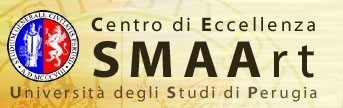 Centro di Eccellenza
SMAArt
Università degli Studi di Perugia